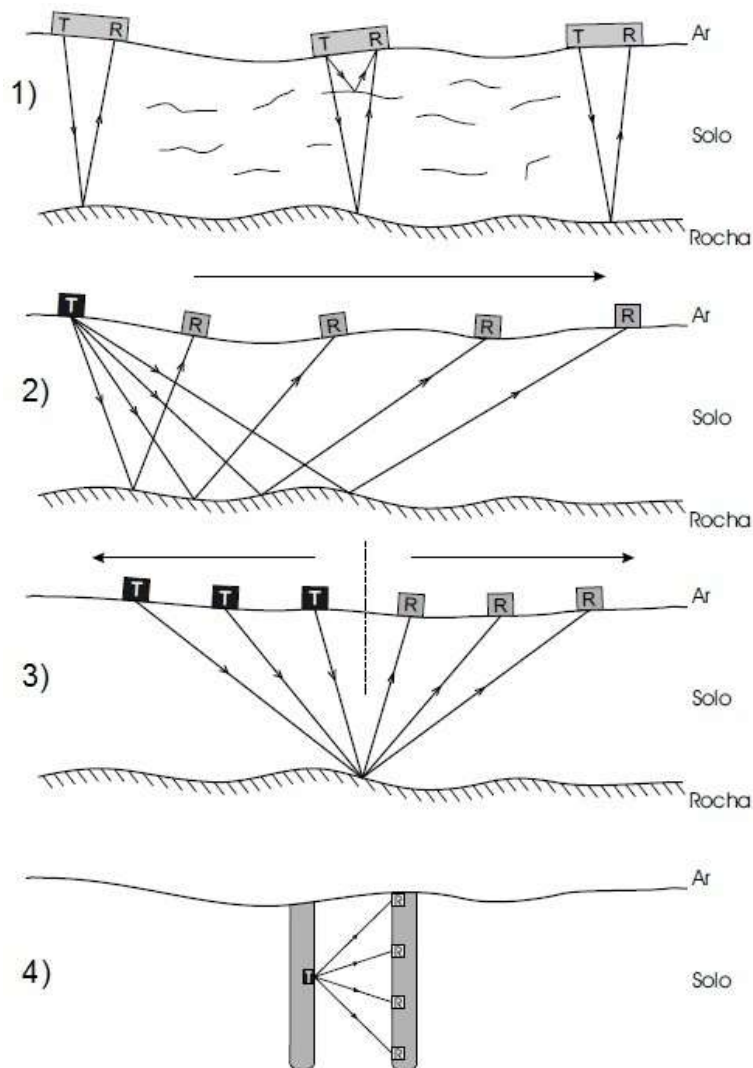 T R T R T R Ar
1)
Solo
Rocha
T R R R R Ar
2)
Solo
Rocha
T T T R R R Ar
3)
Solo
Rocha
Ar
R
R
4) T Solo
R
R